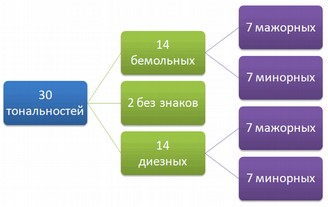 30
тональностей
14
бемольных
7 мажорных
7 минорных
2 без знаков
14
диезных
7 мажорных
7 минорных